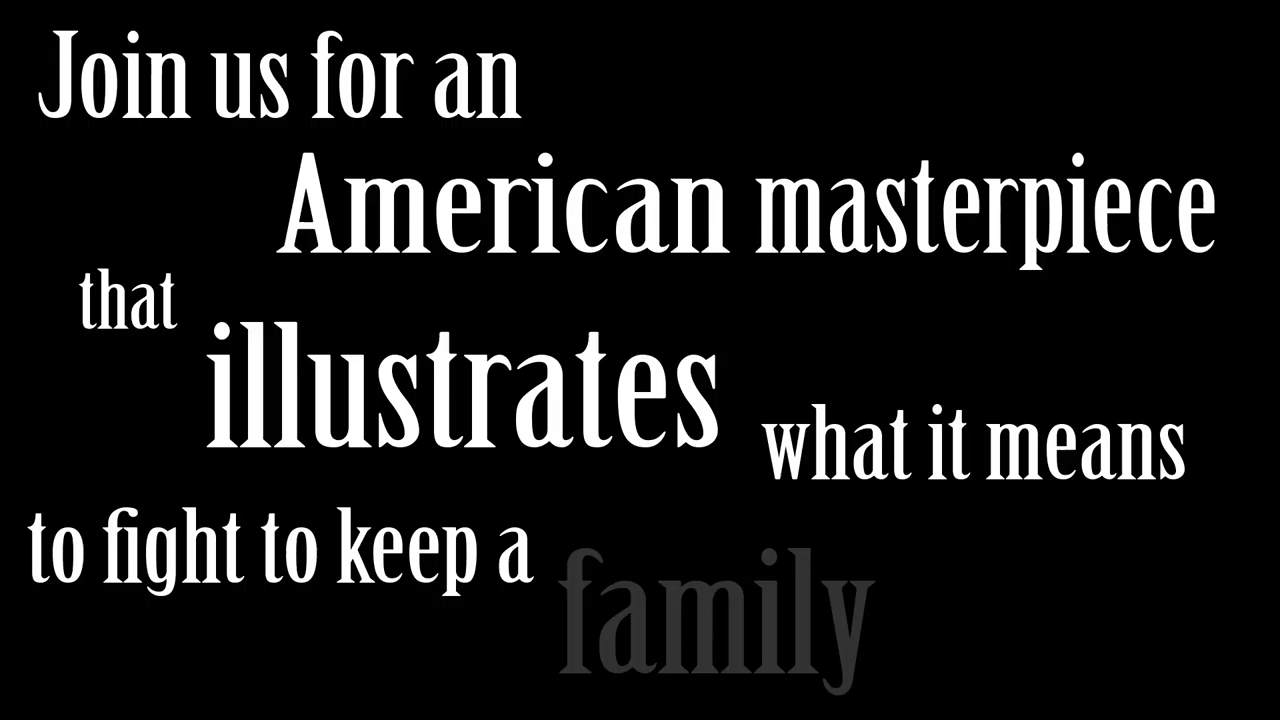 Join us for an
American masterpiece
that
illustrates
what it means
to fight to keep a
family